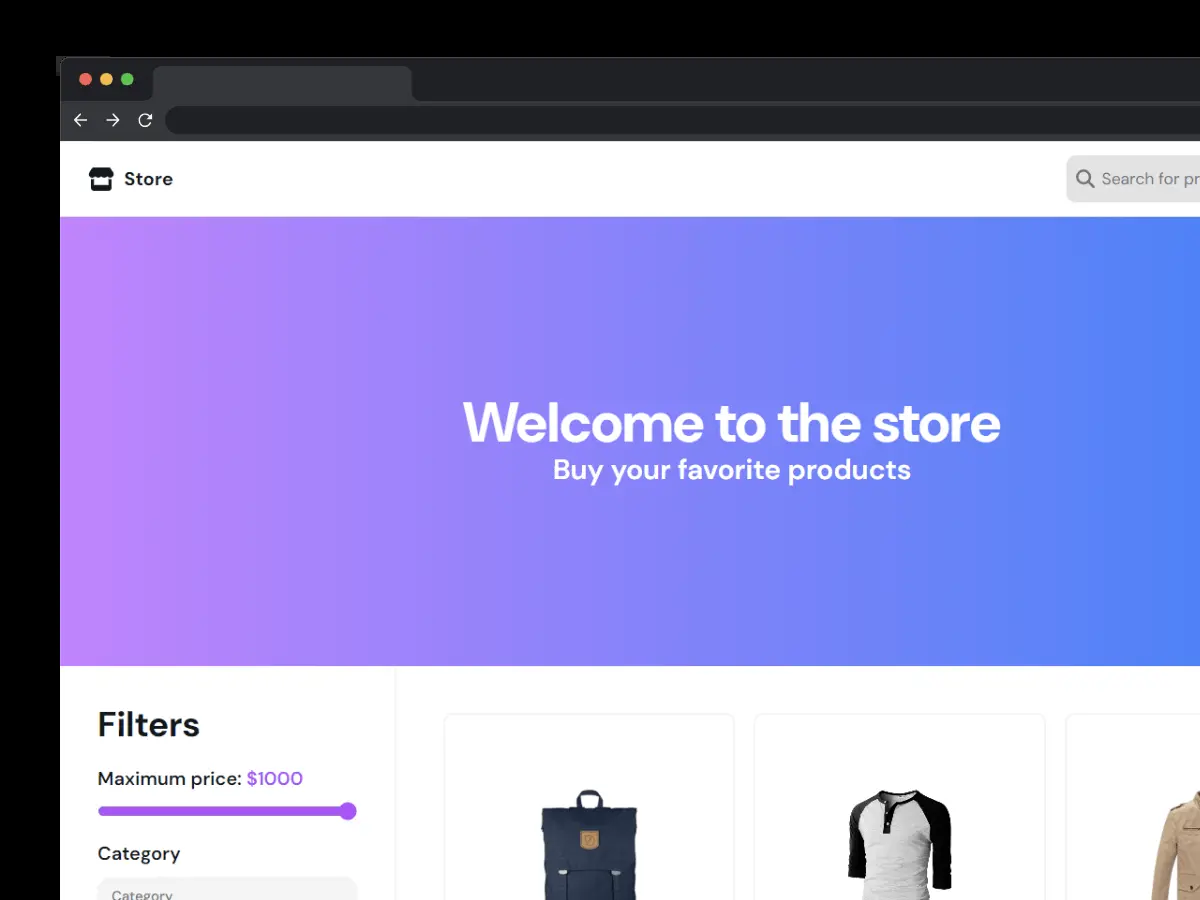 Store
Search for pr
Welcome to the store
Buy your favorite products
Filters
Maximum price: $1000
Category
Category